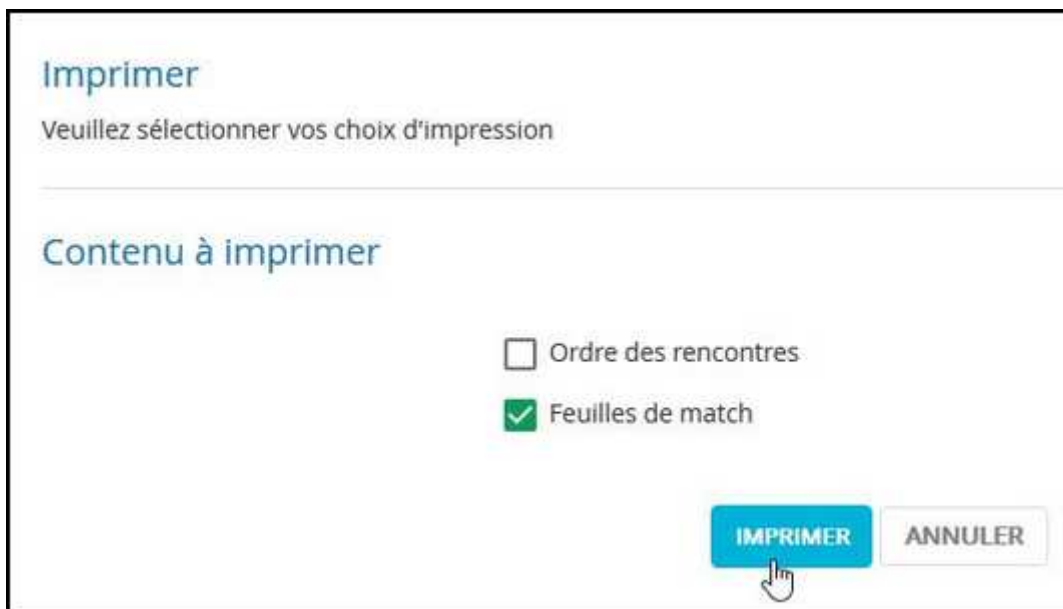 Imprimer
Veuillez sélectionner vos choix d'impression
Contenu à imprimer
Ordre des rencontres
Feuilles de match
IMPRIMER ANNULER